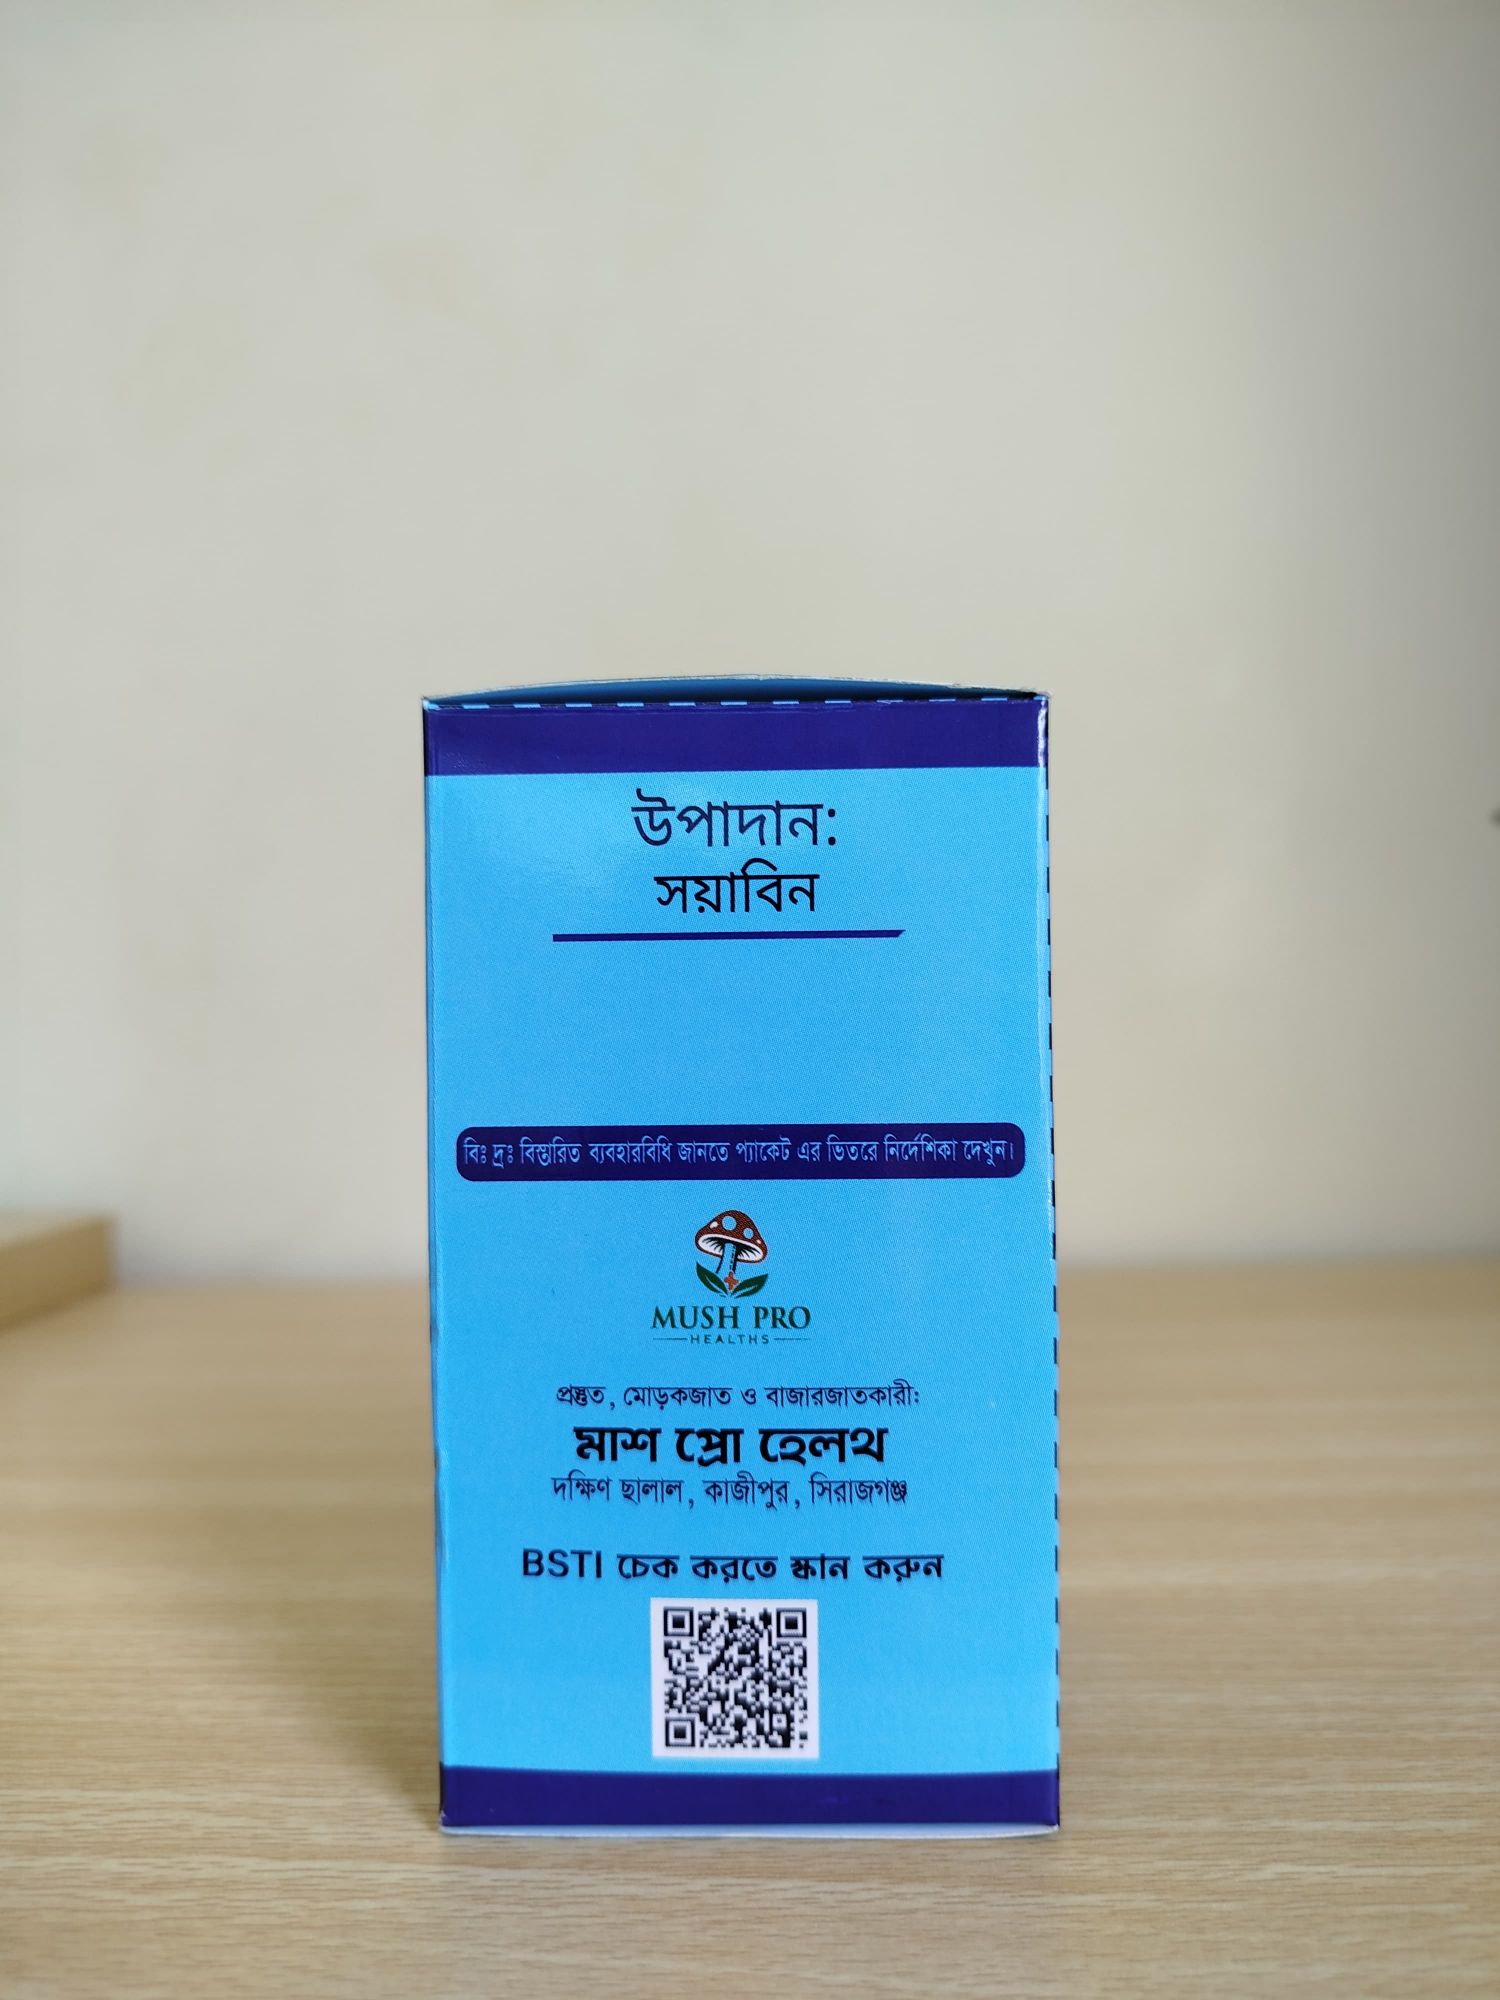 উপাদান:
সয়াবিন
বিঃ দ্রঃ বিস্তারিত ব্যবহারবিধি জানতে প্যাকেট এর ভিতরে নির্দেশিকা দেখুন।
MUSH PRO
HEALTHS
প্রস্তুত, মোড়কজাত ও বাজারজাতকারী:
মাশ প্রো হেলথ
দক্ষিণ ছালাল, কাজীপুর, সিরাজগঞ্জ
BSTI চেক করতে স্কান করুন